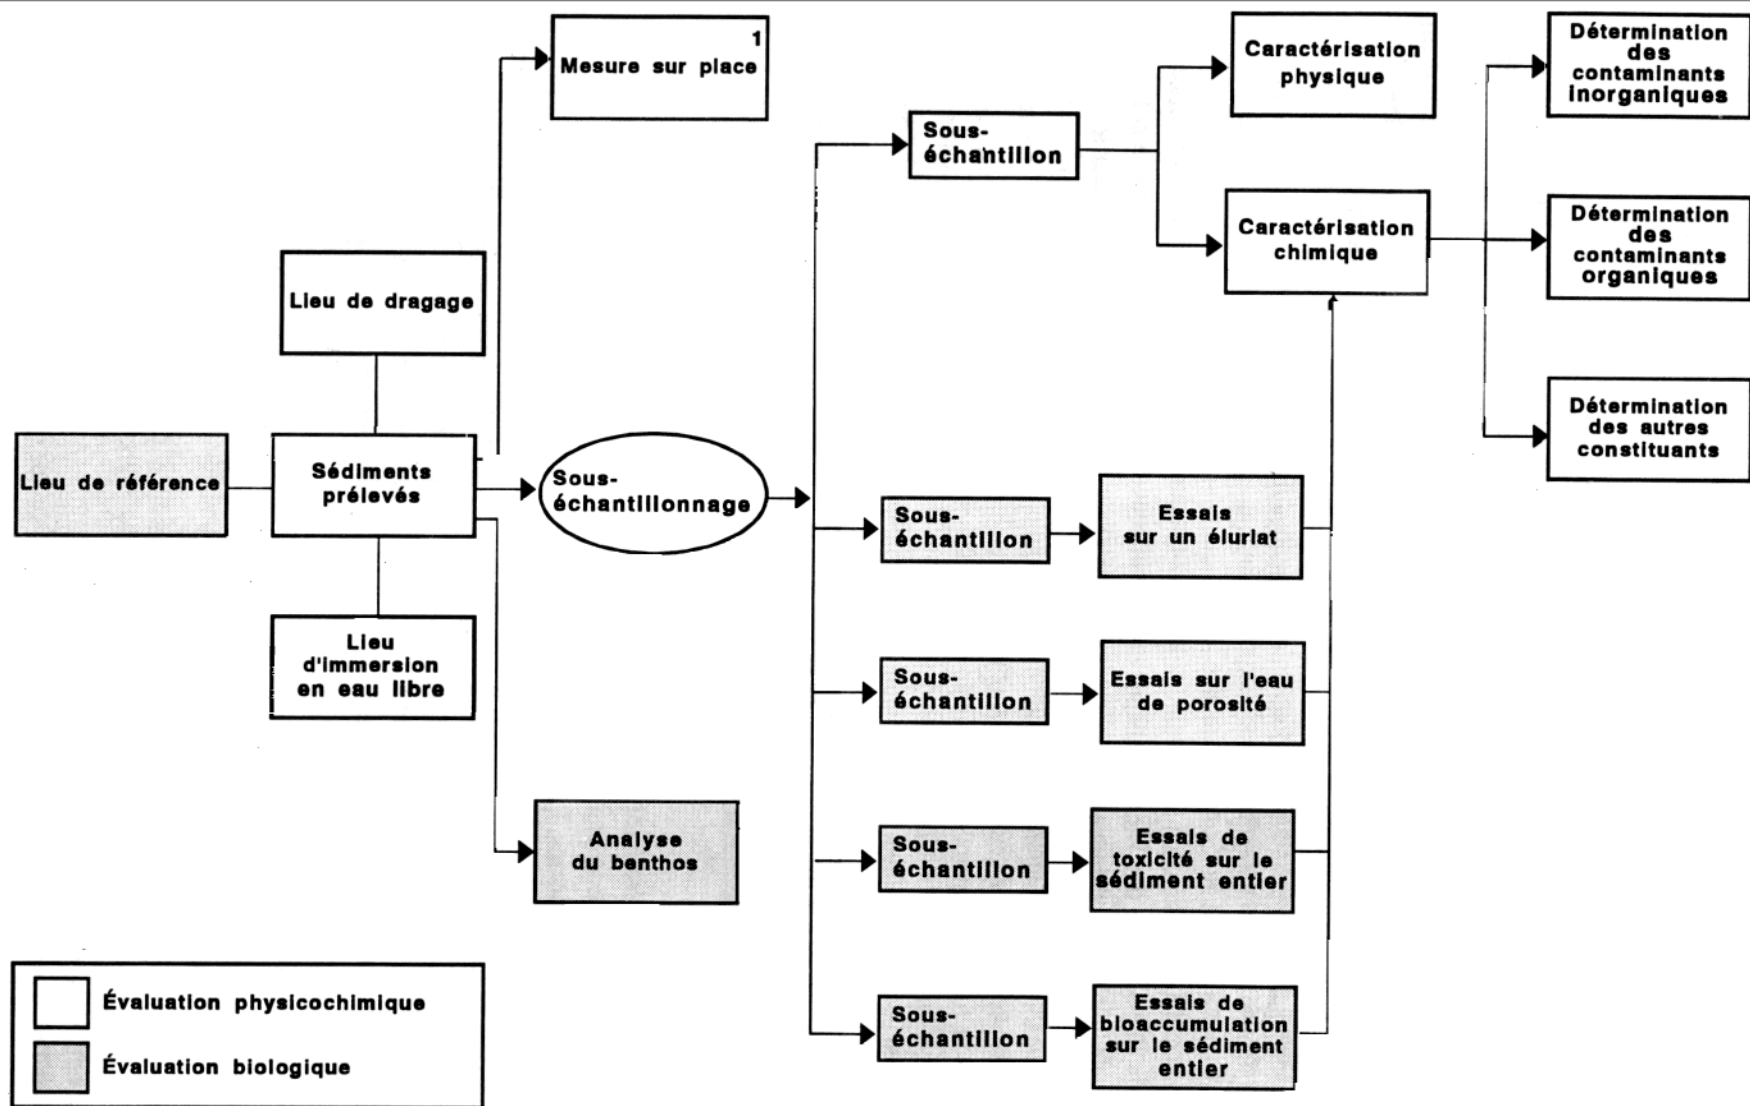 1
Mesure sur place
Caractérisation
physique
Détermination
des
contaminants
inorganiques
Sous-
échantillon
Caractérisation
chimique
Détermination
des
contaminants
organiques
Lieu de dragage
Détermination
des autres
constituants
Lieu de référence
Sédiments
prélevés
Sous-
échantillonnage
Sous-
échantillon
Essais
sur un éluriat
Lieu
d'immersion
en eau libre
Sous-
échantillon
Essais sur l'eau
de porosité
Analyse
du benthos
Sous-
échantillon
Essais de
toxicité sur le
sédiment entier
Sous-
échantillon
Essais de
bioaccumulation
sur le sédiment
entier
Évaluation physicochimique
Évaluation biologique